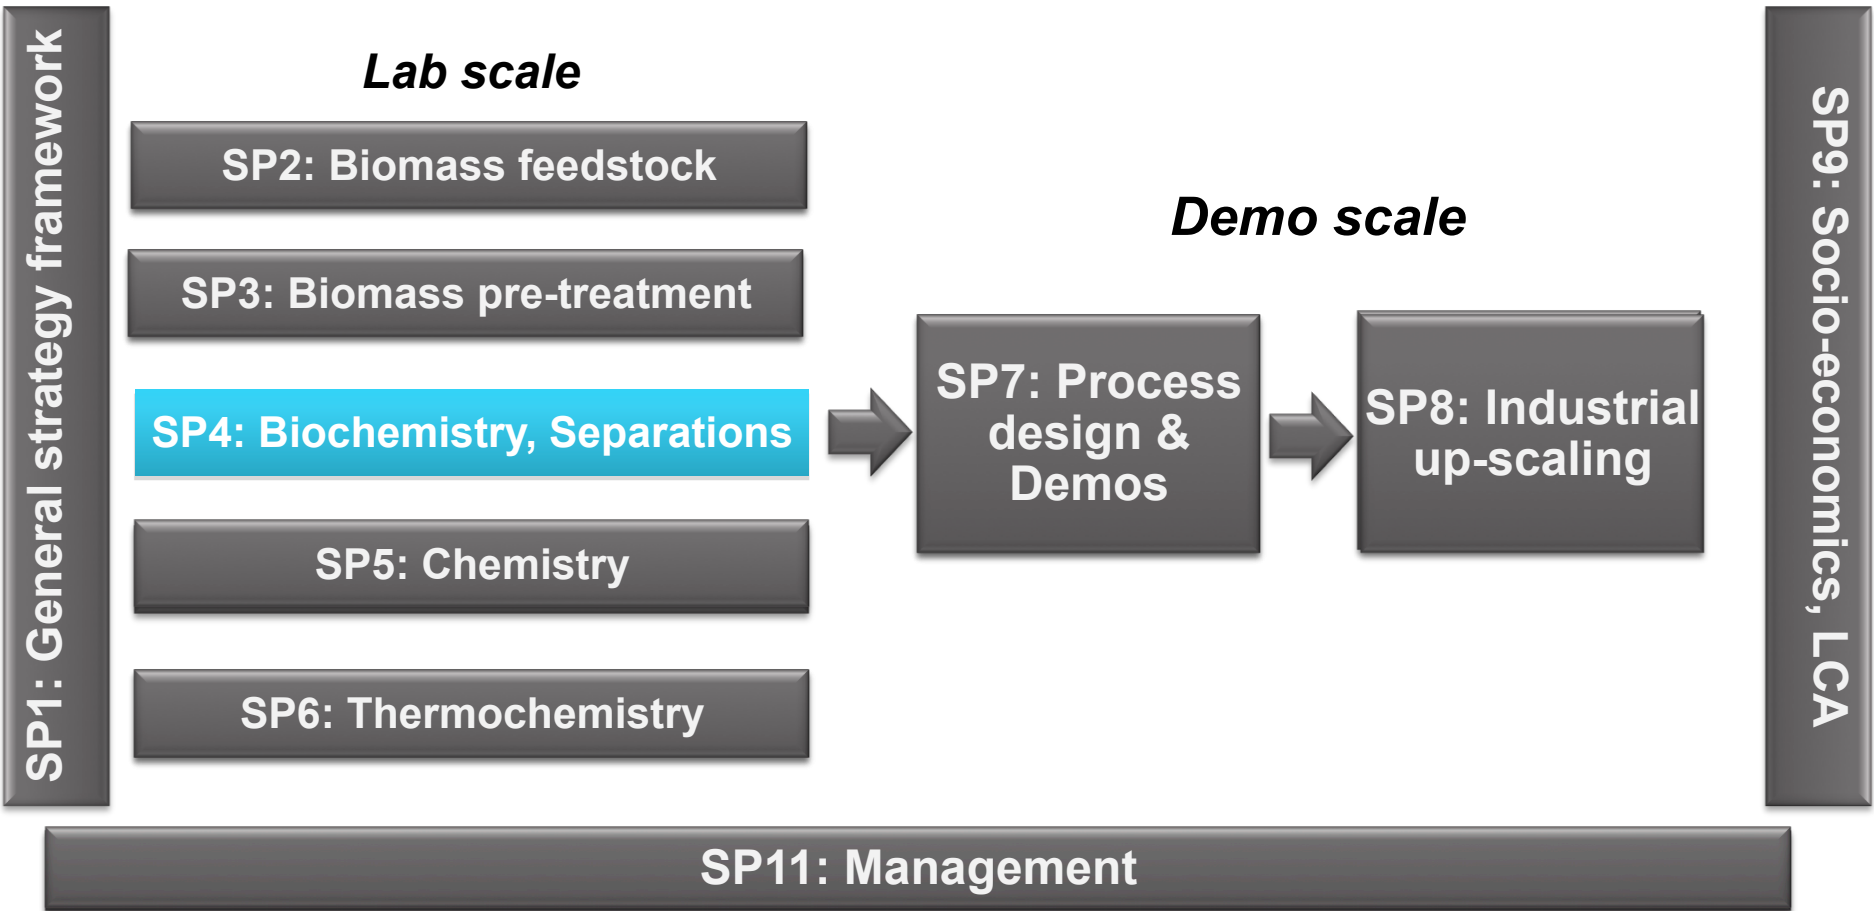 SP1: General strategy framework
Lab scale
SP2: Biomass feedstock
SP3: Biomass pre-treatment
SP4: Biochemistry, Separations
SP5: Chemistry
SP6: Thermochemistry
Demo scale
SP7: Process
design &
Demos
SP8: Industrial
up-scaling
SP9: Socio-economics, LCA
SP11: Management